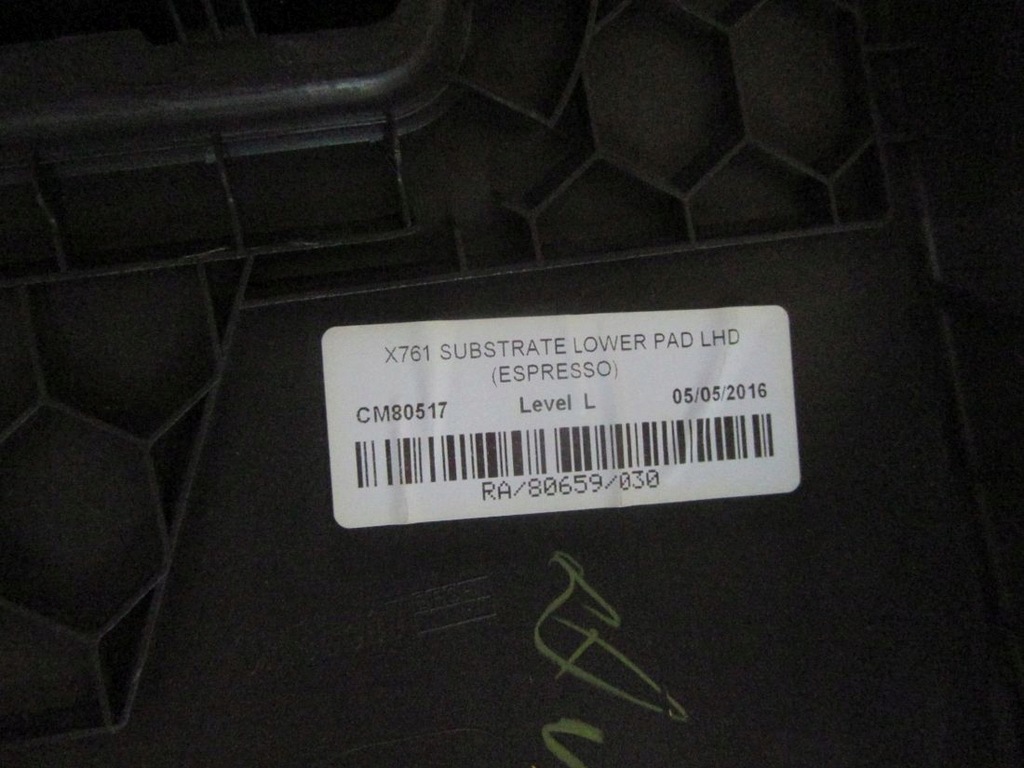 X761 SUBSTRATE LOWER PAD LHD
(ESPRESSO)
CM80517 Level L 05/05/2016
RA/80659/030